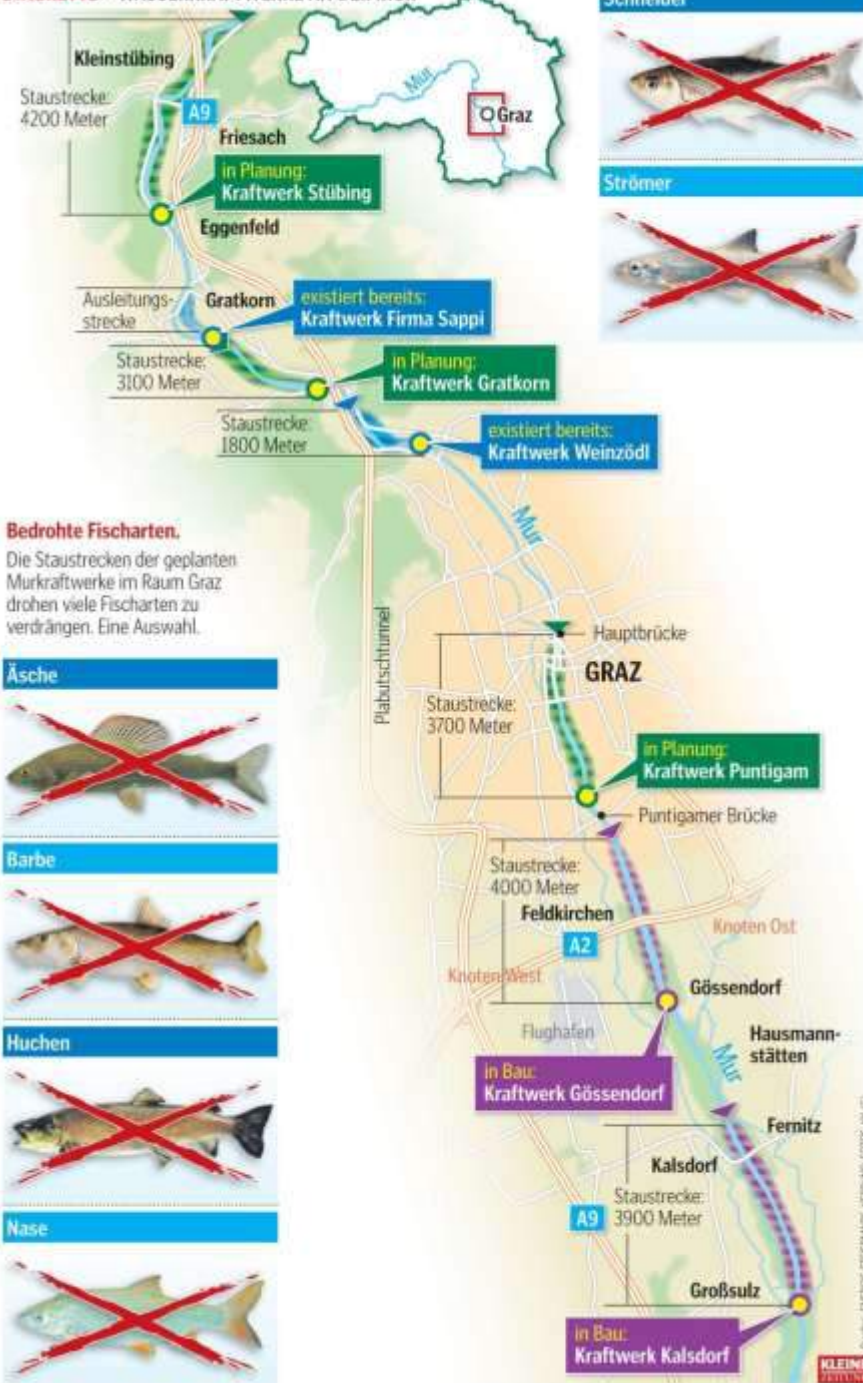 Schneider
Kleinstübing
Staustrecke:
4200 Meter
A9
Friesach
Mur
Graz
in Planung:
Kraftwerk Stübing
Strömer
Eggenfeld
Ausleitungs-
strecke
Gratkorn
existiert bereits:
Kraftwerk Firma Sappi
Staustrecke:
3100 Meter
in Planung:
Kraftwerk Gratkorn
Staustrecke:
1800 Meter
existiert bereits:
Kraftwerk Weinzödl
Mur
Bedrohte Fischarten.
Die Staustrecken der geplanten
Murkraftwerke im Raum Graz
drohen viele Fischarten zu
verdrängen. Eine Auswahl.
Plabutschtunnel
Hauptbrücke
GRAZ
Staustrecke:
3700 Meter
in Planung:
Kraftwerk Puntigam
Puntigamer Brücke
Äsche
Barbe
Huchen
Nase
Staustrecke:
4000 Meter
Feldkirchen
A2
Knoten Ost
Knoten West
Gössendorf
Flughafen
Hausmann-
stätten
Mur
in Bau:
Kraftwerk Gössendorf
Fernitz
Kalsdorf
Staustrecke:
3900 Meter
A9
Großsulz
in Bau:
Kraftwerk Kalsdorf
KLEINE
ZEITUNG